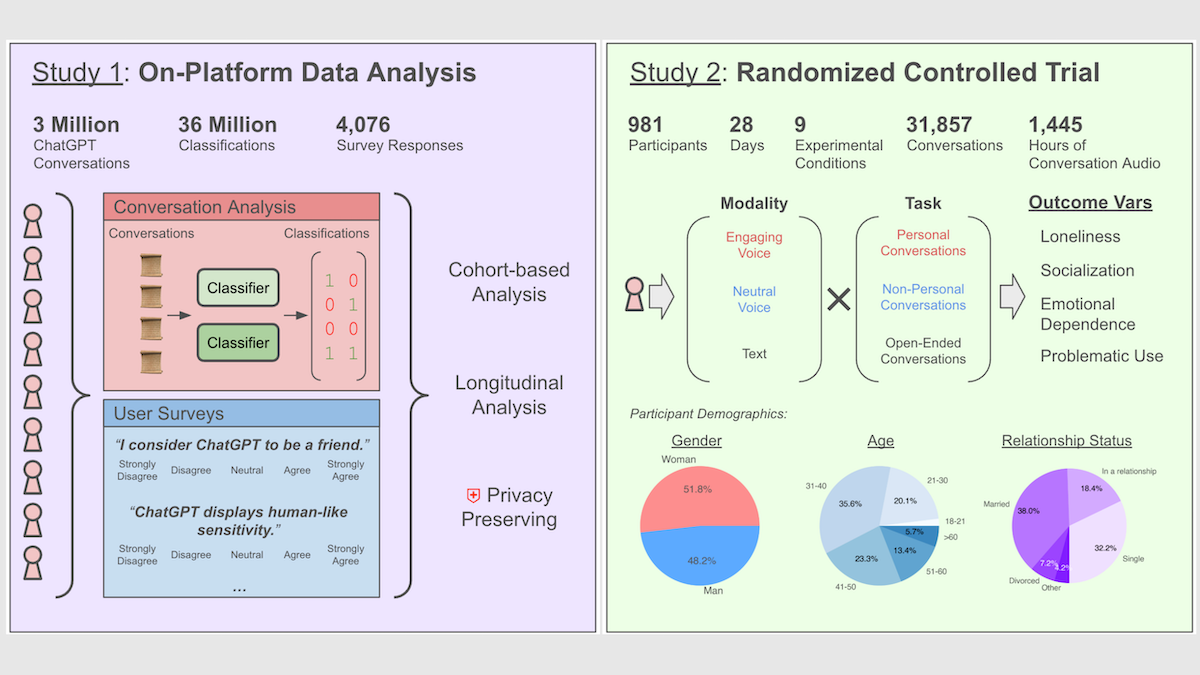 Study 1: On-Platform Data Analysis
3 Million
ChatGPT
Conversations
36 Million
Classifications
4,076
Survey Responses
Conversation Analysis
Conversations
Classifications
Classifier
Classifier
1 0
0 1
0 0
1 1
User Surveys
“I consider ChatGPT to be a friend.”
Strongly
Disagree
Disagree
Neutral
Agree
Strongly
Agree
“ChatGPT displays human-like
sensitivity.”
Strongly
Disagree
Disagree
Neutral
Agree
Strongly
Agree
...
Cohort-based
Analysis
Longitudinal
Analysis
Privacy
Preserving
Study 2: Randomized Controlled Trial
981
Participants
28
Days
9
Experimental
Conditions
31,857
Conversations
1,445
Hours of
Conversation Audio
Modality
Engaging
Voice
Neutral
Voice
Text
Task
Personal
Conversations
Non-Personal
Conversations
Open-Ended
Conversations
Outcome Vars
Loneliness
Socialization
Emotional
Dependence
Problematic Use
Participant Demographics:
Gender
Woman
51.8%
48.2%
Man
Age
31-40
21-30
35.6%
20.1%
18-21
5.7%
>60
13.4%
23.3%
51-60
41-50
Relationship Status
In a relationship
18.4%
Married
38.0%
32.2%
Single
7.2%
Divorced
Other